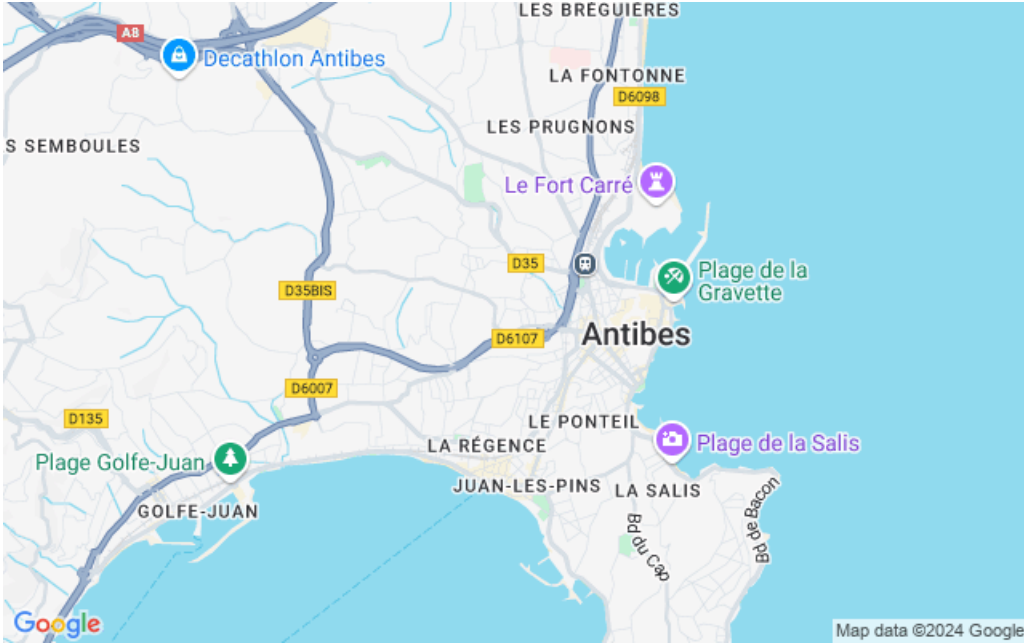 LES BRÉGUIÈRES
A8
Decathlon Antibes
LA FONTONNE
D6098
LES PRUGNONS
S SEMBOULES
Le Fort Carré
D35
Plage de la
Gravette
D35BIS
Antibes
D6107
D6007
D135
LE PONTEIL
LA RÉGENCE
Plage de la Salis
Plage Golfe-Juan
JUAN-LES-PINS
LA SALIS
GOLFE-JUAN
Bd de Bacon
Bd du Cap
Google
Map data ©2024 Google